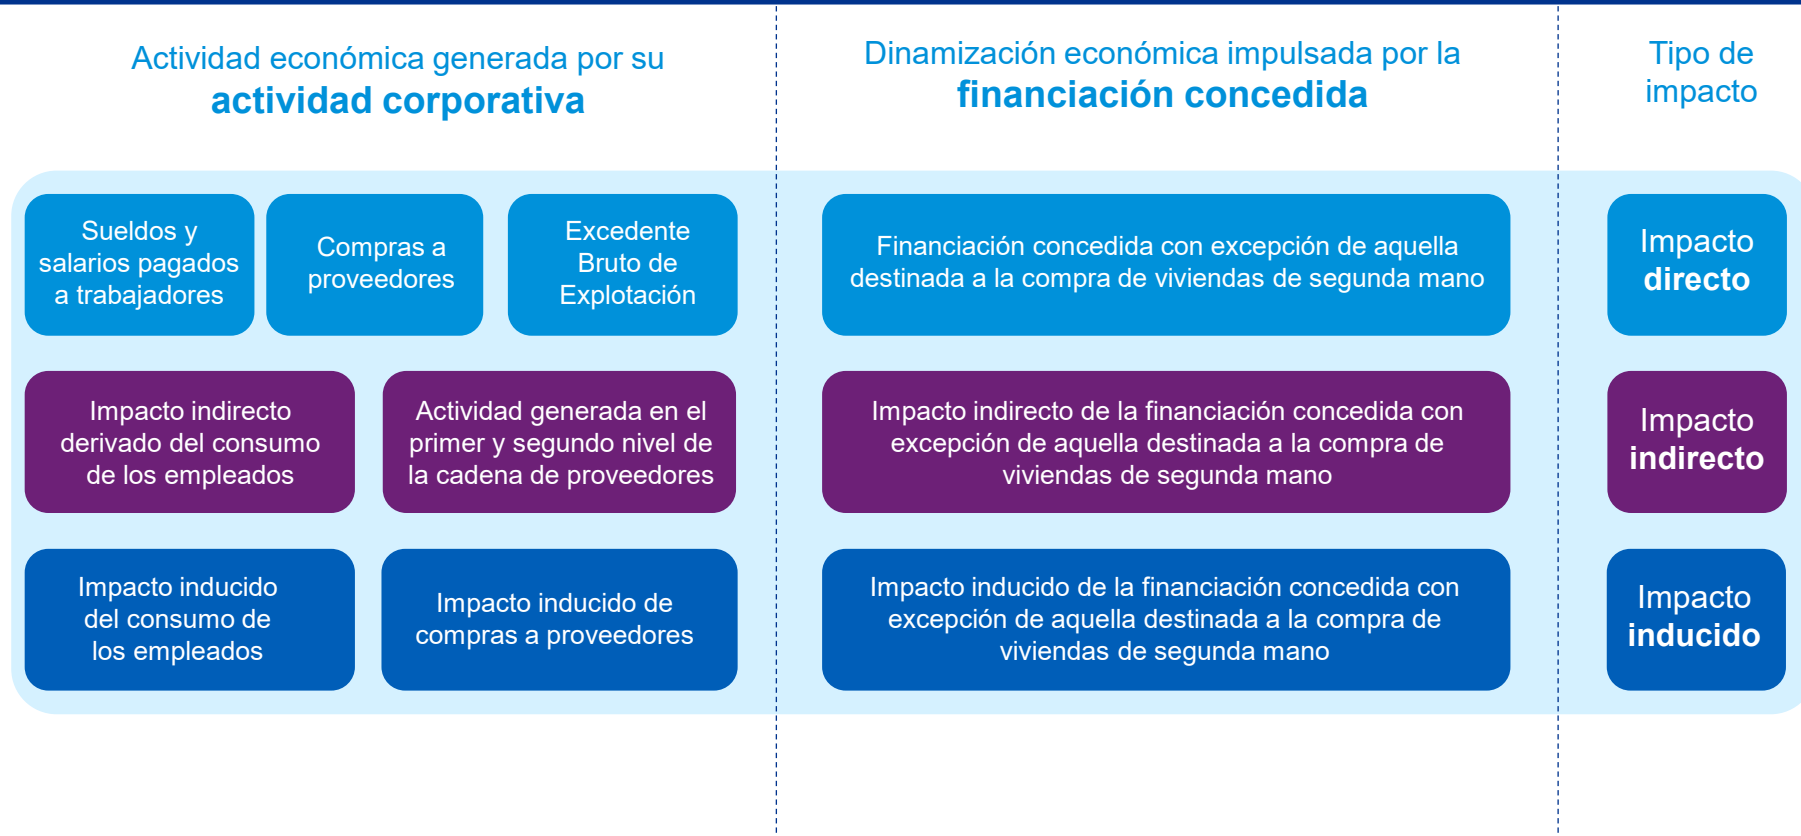 Actividad económica generada por su
actividad corporativa
Dinamización económica impulsada por la
financiación concedida
Tipo de
impacto
Sueldos y
salarios pagados
a trabajadores
Compras a
proveedores
Excedente
Bruto de
Explotación
Financiación concedida con excepción de aquella
destinada a la compra de viviendas de segunda mano
Impacto
directo
Impacto indirecto
derivado del consumo
de los empleados
Actividad generada en el
primer y segundo nivel de
la cadena de proveedores
Impacto indirecto de la financiación concedida con
excepción de aquella destinada a la compra de
viviendas de segunda mano
Impacto
indirecto
Impacto inducido
del consumo de
los empleados
Impacto inducido de
compras a proveedores
Impacto inducido de la financiación concedida con
excepción de aquella destinada a la compra de
viviendas de segunda mano
Impacto
inducido